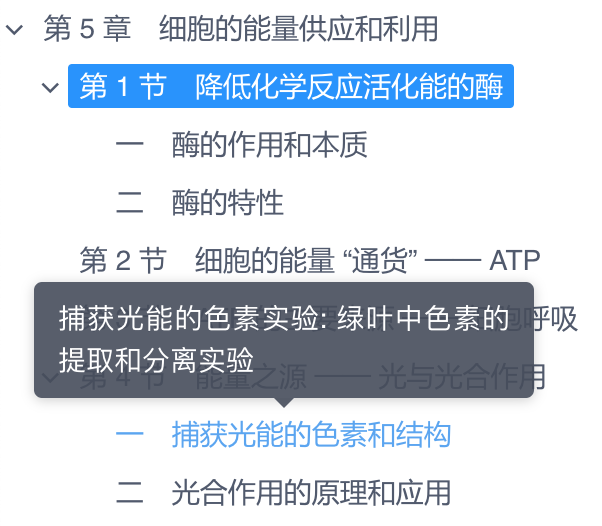 第 5 章 细胞的能量供应和利用
第 1 节 降低化学反应活化能的酶
一 酶的作用和本质
二 酶的特性
第 2 节 细胞的能量 “通货” —— ATP
捕获光能的色素实验: 绿叶中色素的
提取和分离实验
胞呼吸
第 4 节 能量之源 —— 光与光合作用
一 捕获光能的色素和结构
二 光合作用的原理和应用